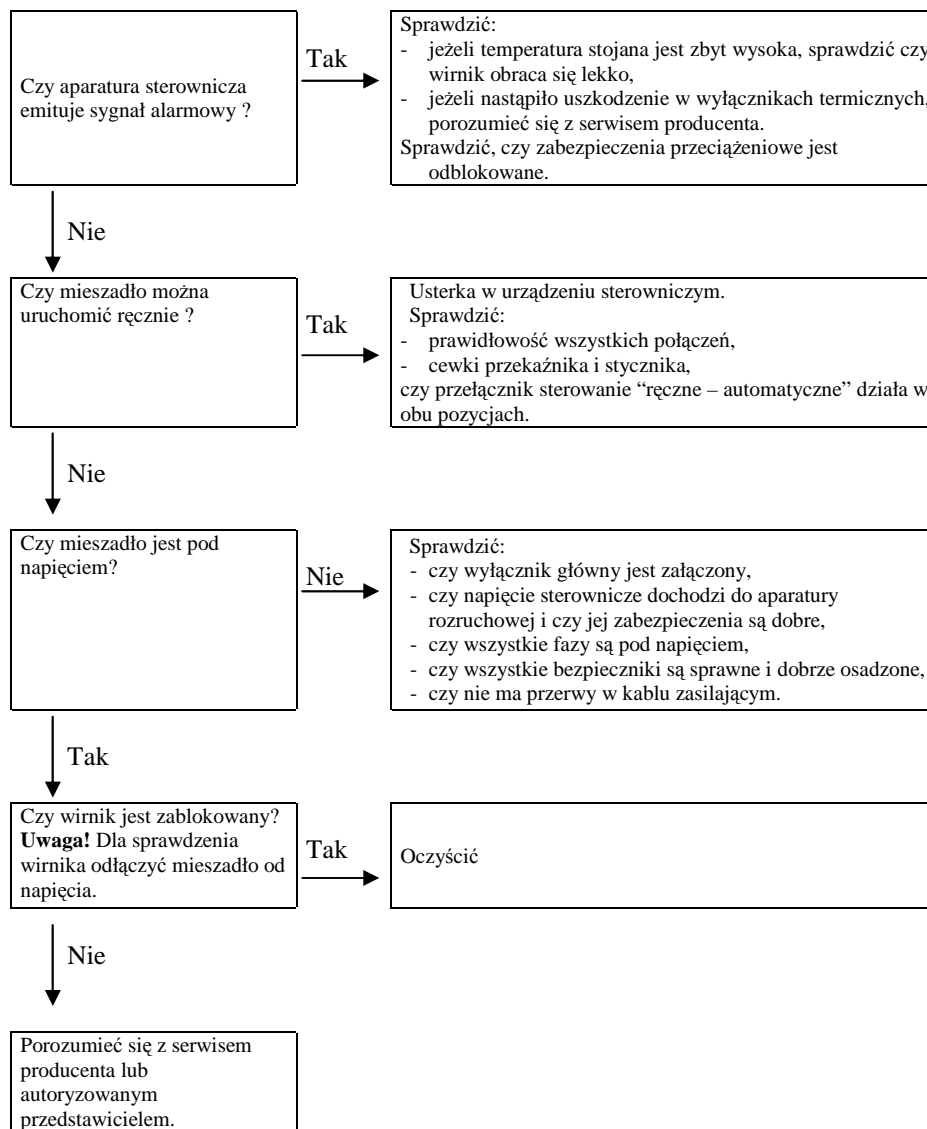 Czy aparatura sterownicza
emituje sygnał alarmowy ?
Tak
Sprawdzić:
- jeżeli temperatura stojana jest zbyt wysoka, sprawdzić czy
wirnik obraca się lekko,
- jeżeli nastąpiło uszkodzenie w wyłącznikach termicznych,
porozumieć się z serwisem producenta.
Sprawdzić, czy zabezpieczenia przeciążeniowe jest
odblokowane.
Nie
Czy mieszadło można
uruchomić ręcznie ?
Tak
Usterka w urządzeniu sterowniczym.
Sprawdzić:
- prawidłowość wszystkich połączeń,
- cewki przekaźnika i stycznika,
czy przełącznik sterowanie “ręczne – automatyczne” działa w
obu pozycjach.
Nie
Czy mieszadło jest pod
napięciem?
Nie
Sprawdzić:
- czy wyłącznik główny jest załączony,
- czy napięcie sterownicze dochodzi do aparatury
rozruchowej i czy jej zabezpieczenia są dobre,
- czy wszystkie fazy są pod napięciem,
- czy wszystkie bezpieczniki są sprawne i dobrze osadzone,
- czy nie ma przerwy w kablu zasilającym.
Tak
Czy wirnik jest zablokowany?
Uwaga! Dla sprawdzenia
wirnika odłączyć mieszadło od
napięcia.
Tak
Oczyścić
Nie
Porozumieć się z serwisem
producenta lub
autoryzowanym
przedstawicielem.